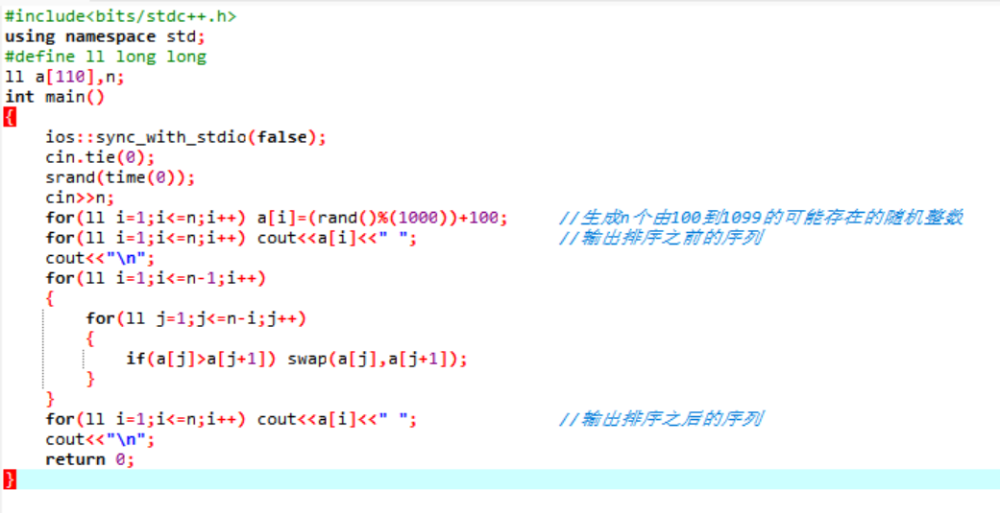 #include<bits/stdc++.h>
using namespace std;
#define ll long long
ll a[110],n;
int main()
{
    ios::sync_with_stdio(false);
    cin.tie(0);
    srand(time(0));
    cin>>n;
    for(ll i=1;i<=n;i++) a[i]=(rand()%(1000))+100;     //生成n个由100到1099的可能存在的随机整数
    for(ll i=1;i<=n;i++) cout<<a[i]<<" ";              //输出排序之前的序列
    cout<<"\n";
    for(ll i=1;i<=n-1;i++)
    {
        for(ll j=1;j<=n-i;j++)
        {
            if(a[j]>a[j+1]) swap(a[j],a[j+1]);
        }
    }
    for(ll i=1;i<=n;i++) cout<<a[i]<<" ";              //输出排序之后的序列
    cout<<"\n";
    return 0;
}